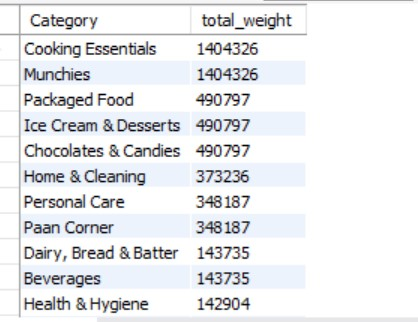 Category total_weight
Cooking Essentials 1404326
Munchies 1404326
Packaged Food 490797
Ice Cream & Desserts 490797
Chocolates & Candies 490797
Home & Cleaning 373236
Personal Care 348187
Paan Corner 348187
Dairy, Bread & Batter 143735
Beverages 143735
Health & Hygiene 142904